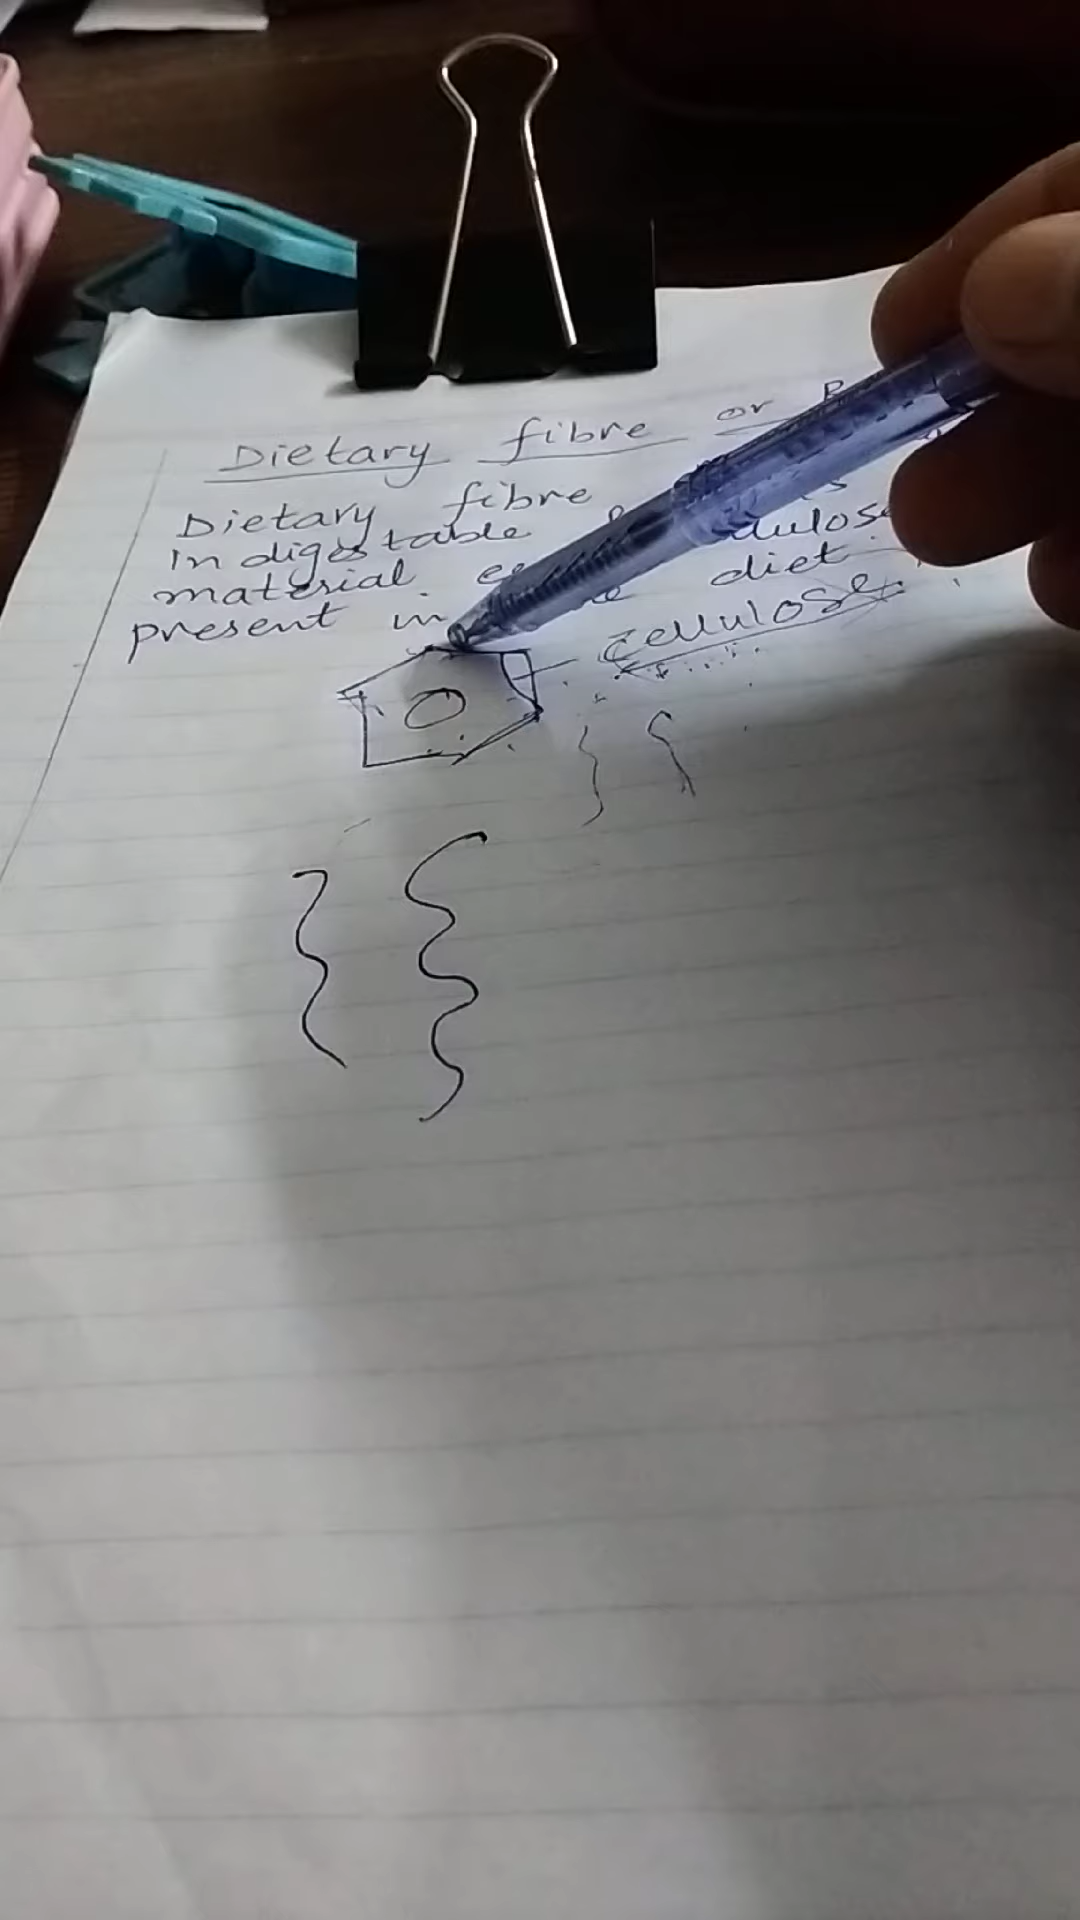 Dietary fibre or
Dietary fibre
Indigestable
material
present in diet
cellulose